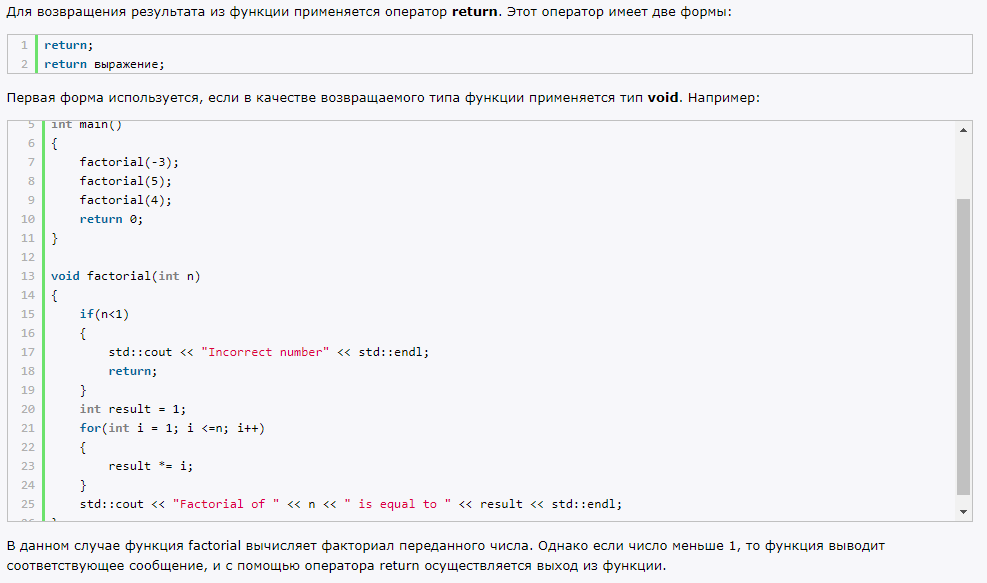 Для возвращения результата из функции применяется оператор return. Этот оператор имеет две формы:
1 return;
2 return выражение;
Первая форма используется, если в качестве возвращаемого типа функции применяется тип void. Например:
5 int main()
6 {
7     factorial(-3);
8     factorial(5);
9     factorial(4);
10     return 0;
11 }
12
13 void factorial(int n)
14 {
15     if(n<1)
16     {
17         std::cout << "Incorrect number" << std::endl;
18         return;
19     }
20     int result = 1;
21     for(int i = 1; i <=n; i++)
22     {
23         result *= i;
24     }
25     std::cout << "Factorial of " << n << " is equal to " << result << std::endl;
26 }
В данном случае функция factorial вычисляет факториал переданного числа. Однако если число меньше 1, то функция выводит
соответствующее сообщение, и с помощью оператора return осуществляется выход из функции.